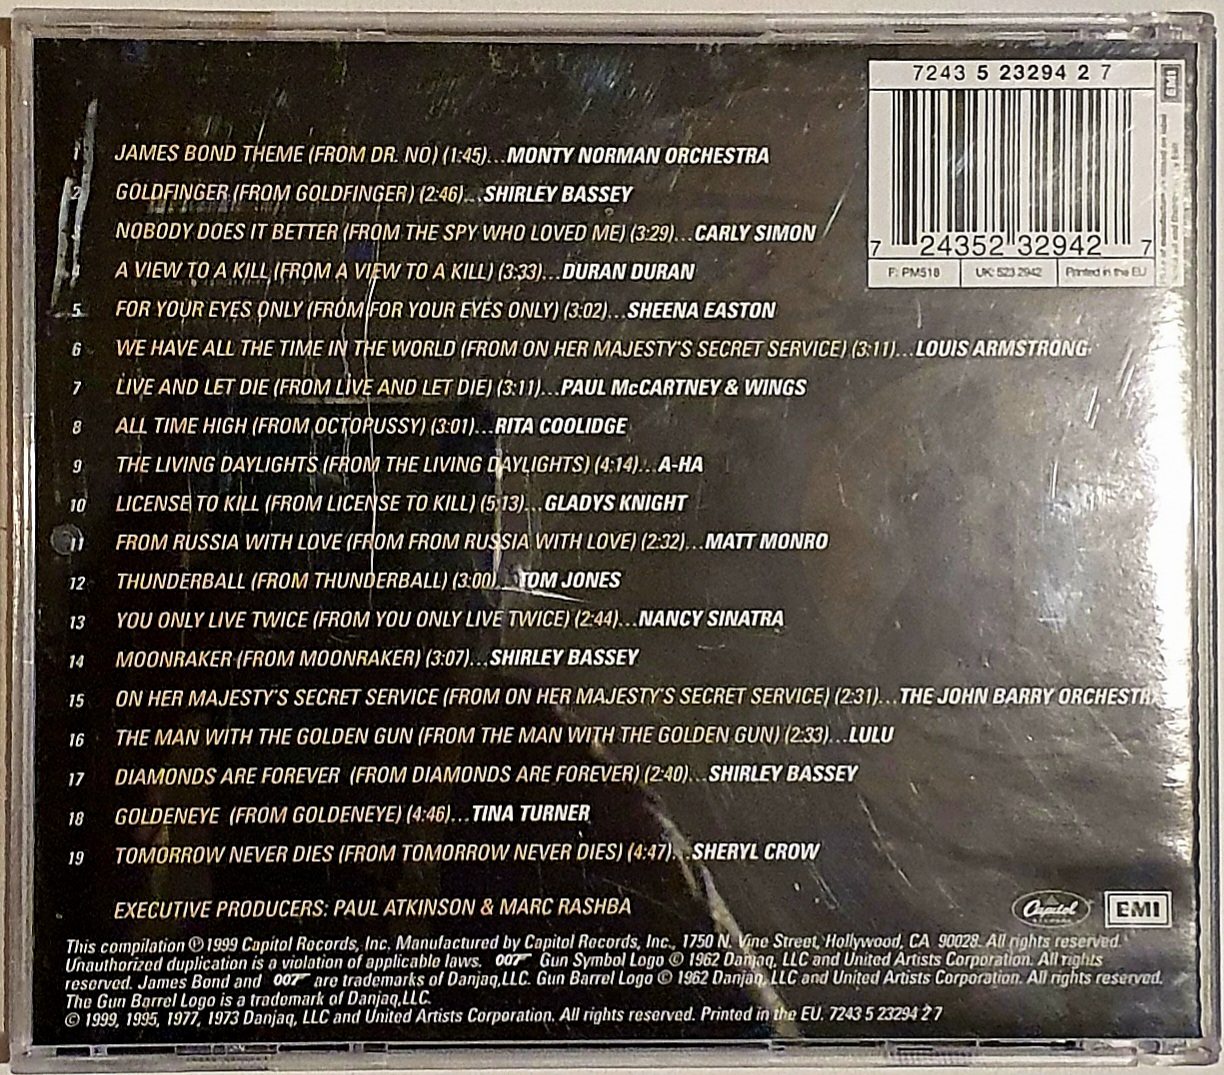 7243 5 23294 2 7
EMI
7 24352 32942 7
F: PM518 UK: 523 2942 Printed in the EU
1 JAMES BOND THEME (FROM DR. NO) (1:45)...MONTY NORMAN ORCHESTRA
2 GOLDFINGER (FROM GOLDFINGER) (2:46)...SHIRLEY BASSEY
3 NOBODY DOES IT BETTER (FROM THE SPY WHO LOVED ME) (3:29)...CARLY SIMON
4 A VIEW TO A KILL (FROM A VIEW TO A KILL) (3:33)...DURAN DURAN
5 FOR YOUR EYES ONLY (FROM FOR YOUR EYES ONLY) (3:02)...SHEENA EASTON
6 WE HAVE ALL THE TIME IN THE WORLD (FROM ON HER MAJESTY'S SECRET SERVICE) (3:11)...LOUIS ARMSTRONG
7 LIVE AND LET DIE (FROM LIVE AND LET DIE) (3:11)...PAUL McCARTNEY & WINGS
8 ALL TIME HIGH (FROM OCTOPUSSY) (3:01)...RITA COOLIDGE
9 THE LIVING DAYLIGHTS (FROM THE LIVING DAYLIGHTS) (4:14)...A-HA
10 LICENSE TO KILL (FROM LICENSE TO KILL) (5:13)...GLADYS KNIGHT
11 FROM RUSSIA WITH LOVE (FROM FROM RUSSIA WITH LOVE) (2:32)...MATT MONRO
12 THUNDERBALL (FROM THUNDERBALL) (3:00)...TOM JONES
13 YOU ONLY LIVE TWICE (FROM YOU ONLY LIVE TWICE) (2:44)...NANCY SINATRA
14 MOONRAKER (FROM MOONRAKER) (3:07)...SHIRLEY BASSEY
15 ON HER MAJESTY'S SECRET SERVICE (FROM ON HER MAJESTY'S SECRET SERVICE) (2:31)...THE JOHN BARRY ORCHESTRA
16 THE MAN WITH THE GOLDEN GUN (FROM THE MAN WITH THE GOLDEN GUN) (2:33)...LULU
17 DIAMONDS ARE FOREVER (FROM DIAMONDS ARE FOREVER) (2:40)...SHIRLEY BASSEY
18 GOLDENEYE (FROM GOLDENEYE) (4:46)...TINA TURNER
19 TOMORROW NEVER DIES (FROM TOMORROW NEVER DIES) (4:47)...SHERYL CROW
EXECUTIVE PRODUCERS: PAUL ATKINSON & MARC RASHBA
Capitol RECORDS EMI
This compilation ℗ 1999 Capitol Records, Inc. Manufactured by Capitol Records, Inc., 1750 N. Vine Street, Hollywood, CA 90028. All rights reserved.
Unauthorized duplication is a violation of applicable laws. 007 Gun Symbol Logo © 1962 Danjaq, LLC and United Artists Corporation. All rights
reserved. James Bond and 007 are trademarks of Danjaq,LLC. Gun Barrel Logo © 1962 Danjaq, LLC and United Artists Corporation. All rights reserved.
The Gun Barrel Logo is a trademark of Danjaq,LLC.
© 1999, 1995, 1977, 1973 Danjaq, LLC and United Artists Corporation. All rights reserved. Printed in the EU. 7243 5 23294 2 7